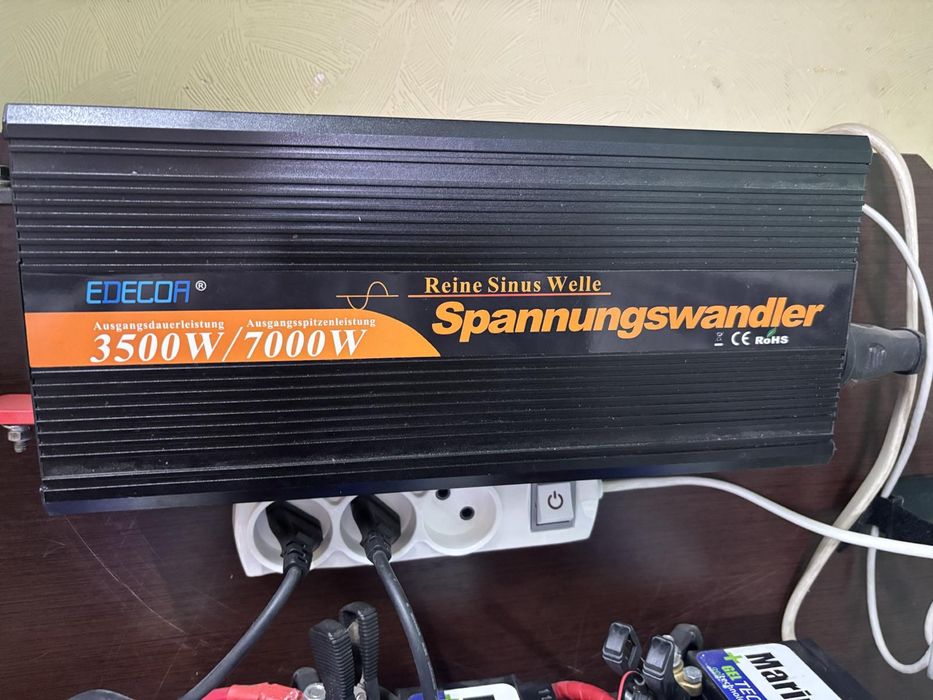 EDECOA ®
Reine Sinus Welle
Spannungswandler
Ausgangsdauerleistung Ausgangsspitzenleistung
3500W/7000W
CE RoHS
GEL TEC
Mari